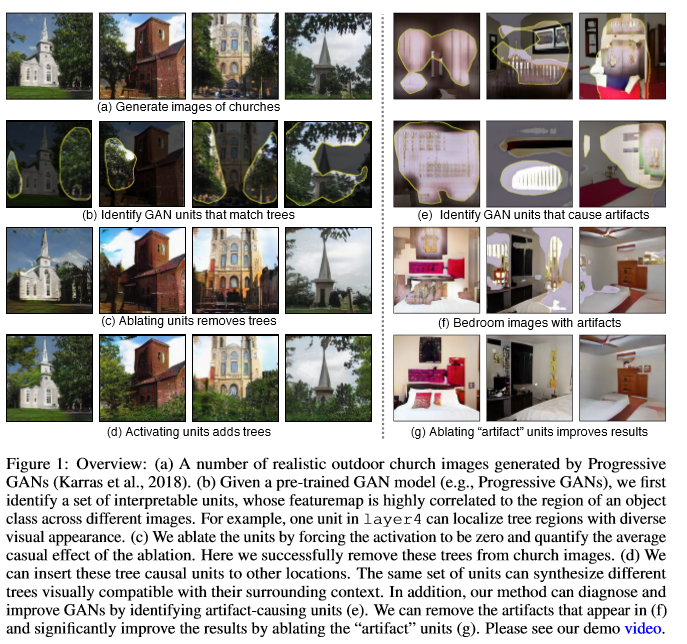 (a) Generate images of churches
(b) Identify GAN units that match trees
(c) Ablating units removes trees
(d) Activating units adds trees
(e) Identify GAN units that cause artifacts
(f) Bedroom images with artifacts
(g) Ablating “artifact” units improves results
Figure 1: Overview: (a) A number of realistic outdoor church images generated by Progressive
GANs (Karras et al., 2018). (b) Given a pre-trained GAN model (e.g., Progressive GANs), we first
identify a set of interpretable units, whose featuremap is highly correlated to the region of an object
class across different images. For example, one unit in layer4 can localize tree regions with diverse
visual appearance. (c) We ablate the units by forcing the activation to be zero and quantify the average
casual effect of the ablation. Here we successfully remove these trees from church images. (d) We
can insert these tree causal units to other locations. The same set of units can synthesize different
trees visually compatible with their surrounding context. In addition, our method can diagnose and
improve GANs by identifying artifact-causing units (e). We can remove the artifacts that appear in (f)
and significantly improve the results by ablating the “artifact” units (g). Please see our demo video.